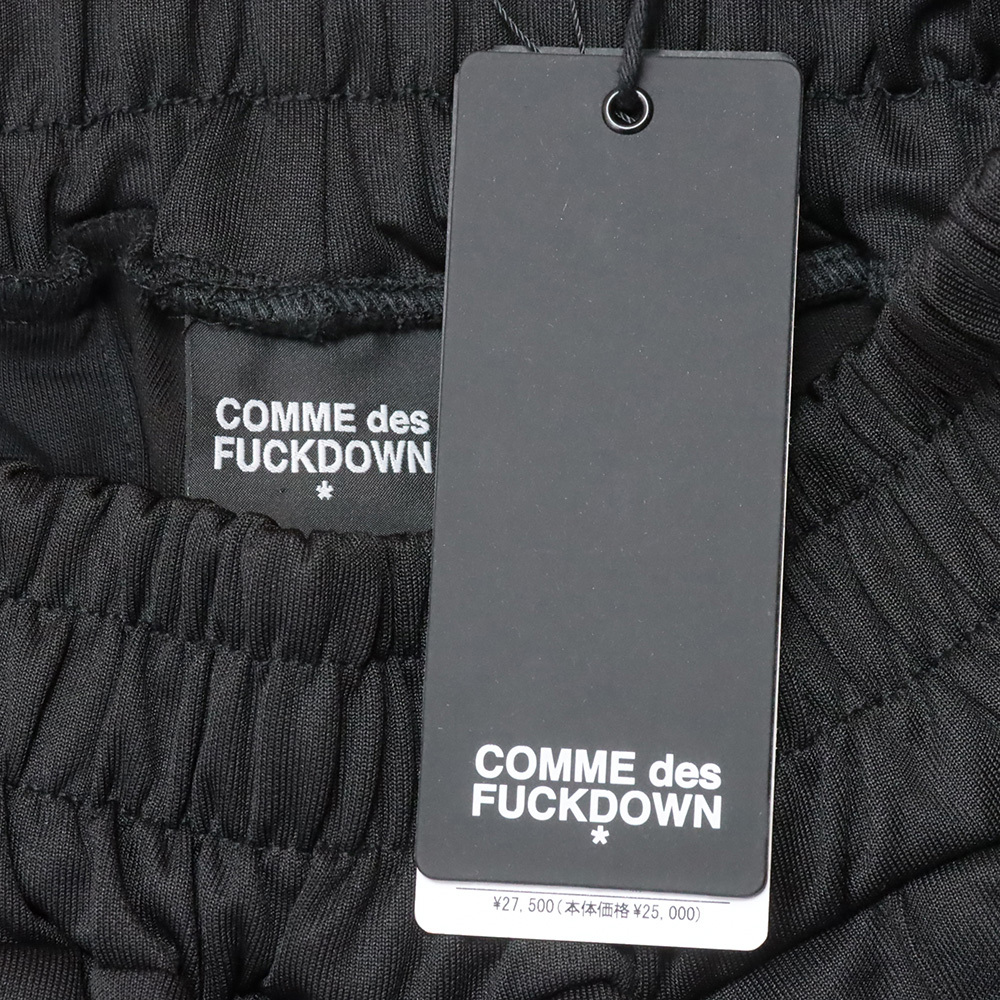 COMME des
FUCKDOWN
*
COMME des
FUCKDOWN
*
¥27,500(本体価格¥25,000)